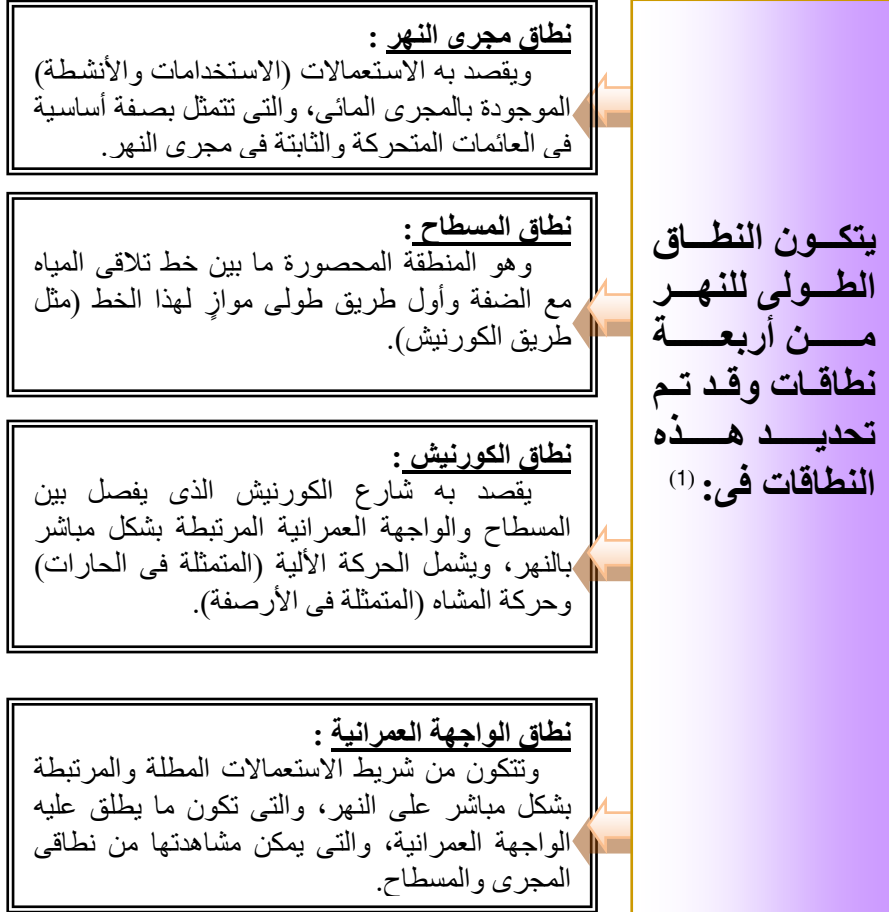 يتكون النطاق
الطولى للنهر
من أربعة
نطاقات وقد تم
تحديد هذه
النطاقات فى: (1)
نطاق مجرى النهر :
ويقصد به الاستعمالات (الاستخدامات والأنشطة)
الموجودة بالمجرى المائى، والتى تتمثل بصفة أساسية
فى العائمات المتحركة والثابتة فى مجرى النهر.
نطاق المسطاح :
وهو المنطقة المحصورة ما بين خط تلاقى المياه
مع الضفة وأول طريق طولى موازٍ لهذا الخط (مثل
طريق الكورنيش).
نطاق الكورنيش :
يقصد به شارع الكورنيش الذى يفصل بين
المسطاح والواجهة العمرانية المرتبطة بشكل مباشر
بالنهر، ويشمل الحركة الألية (المتمثلة فى الحارات)
وحركة المشاه (المتمثلة فى الأرصفة).
نطاق الواجهة العمرانية :
وتتكون من شريط الاستعمالات المطلة والمرتبطة
بشكل مباشر على النهر، والتى تكون ما يطلق عليه
الواجهة العمرانية، والتى يمكن مشاهدتها من نطاقى
المجرى والمسطاح.